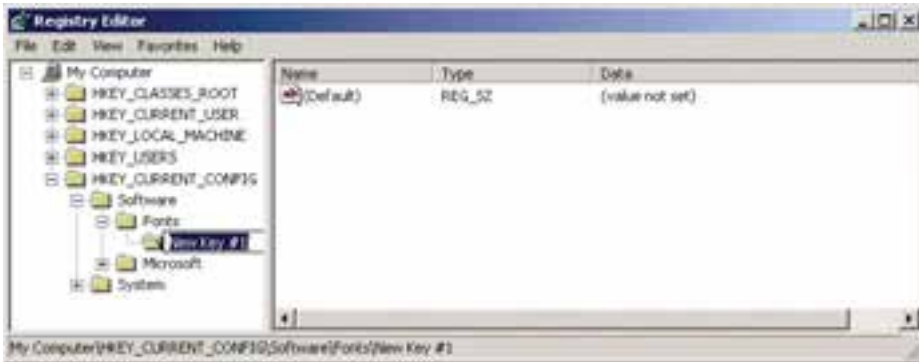 Registry Editor
File Edit View Favorites Help
My Computer
HKEY_CLASSES_ROOT
HKEY_CURRENT_USER
HKEY_LOCAL_MACHINE
HKEY_USERS
HKEY_CURRENT_CONFIG
Software
Fonts
New Key #1
Microsoft
System
Name Type Data
(Default) REG_SZ (value not set)
My Computer\HKEY_CURRENT_CONFIG\Software\Fonts\New Key #1